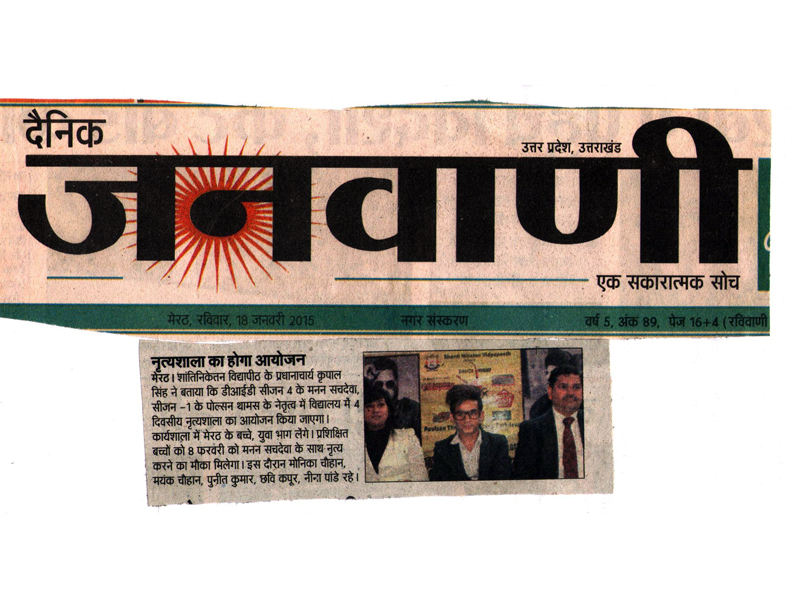 दैनिक
उत्तर प्रदेश, उत्तराखंड
जनवाणी
एक सकारात्मक सोच
मेरठ, रविवार, 18 जनवरी 2015 नगर संस्करण वर्ष 5, अंक 89, पेज 16+4 (रविवाणी
नृत्यशाला का होगा आयोजन
मेरठ। शांतिनिकेतन विद्यापीठ के प्रधानाचार्य कृपाल
सिंह ने बताया कि डीआईडी सीजन 4 के मनन सचदेवा,
सीजन -1 के पोल्सन थामस के नेतृत्व में विद्यालय में 4
दिवसीय नृत्यशाला का आयोजन किया जाएगा।
कार्यशाला में मेरठ के बच्चे, युवा भाग लेंगे। प्रशिक्षित
बच्चों को 8 फरवरी को मनन सचदेवा के साथ नृत्य
करने का मौका मिलेगा। इस दौरान मोनिका चौहान,
मयंक चौहान, पुनीत कुमार, छवि कपूर, नीना पांडे रहे।
Vidyapeeth